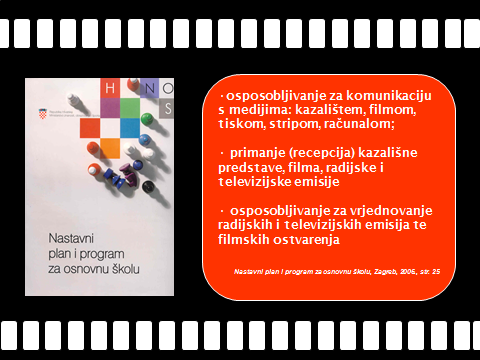 H NO
S
Nastavni
plan i program
za osnovnu školu
· osposobljivanje za komunikaciju
s medijima: kazalištem, filmom,
tiskom, stripom, računalom;
· primanje (recepcija) kazališne
predstave, filma, radijske i
televizijske emisije
· osposobljivanje za vrjednovanje
radijskih i televizijskih emisija te
filmskih ostvarenja
Nastavni plan i program za osnovnu školu, Zagreb, 2006., str. 25